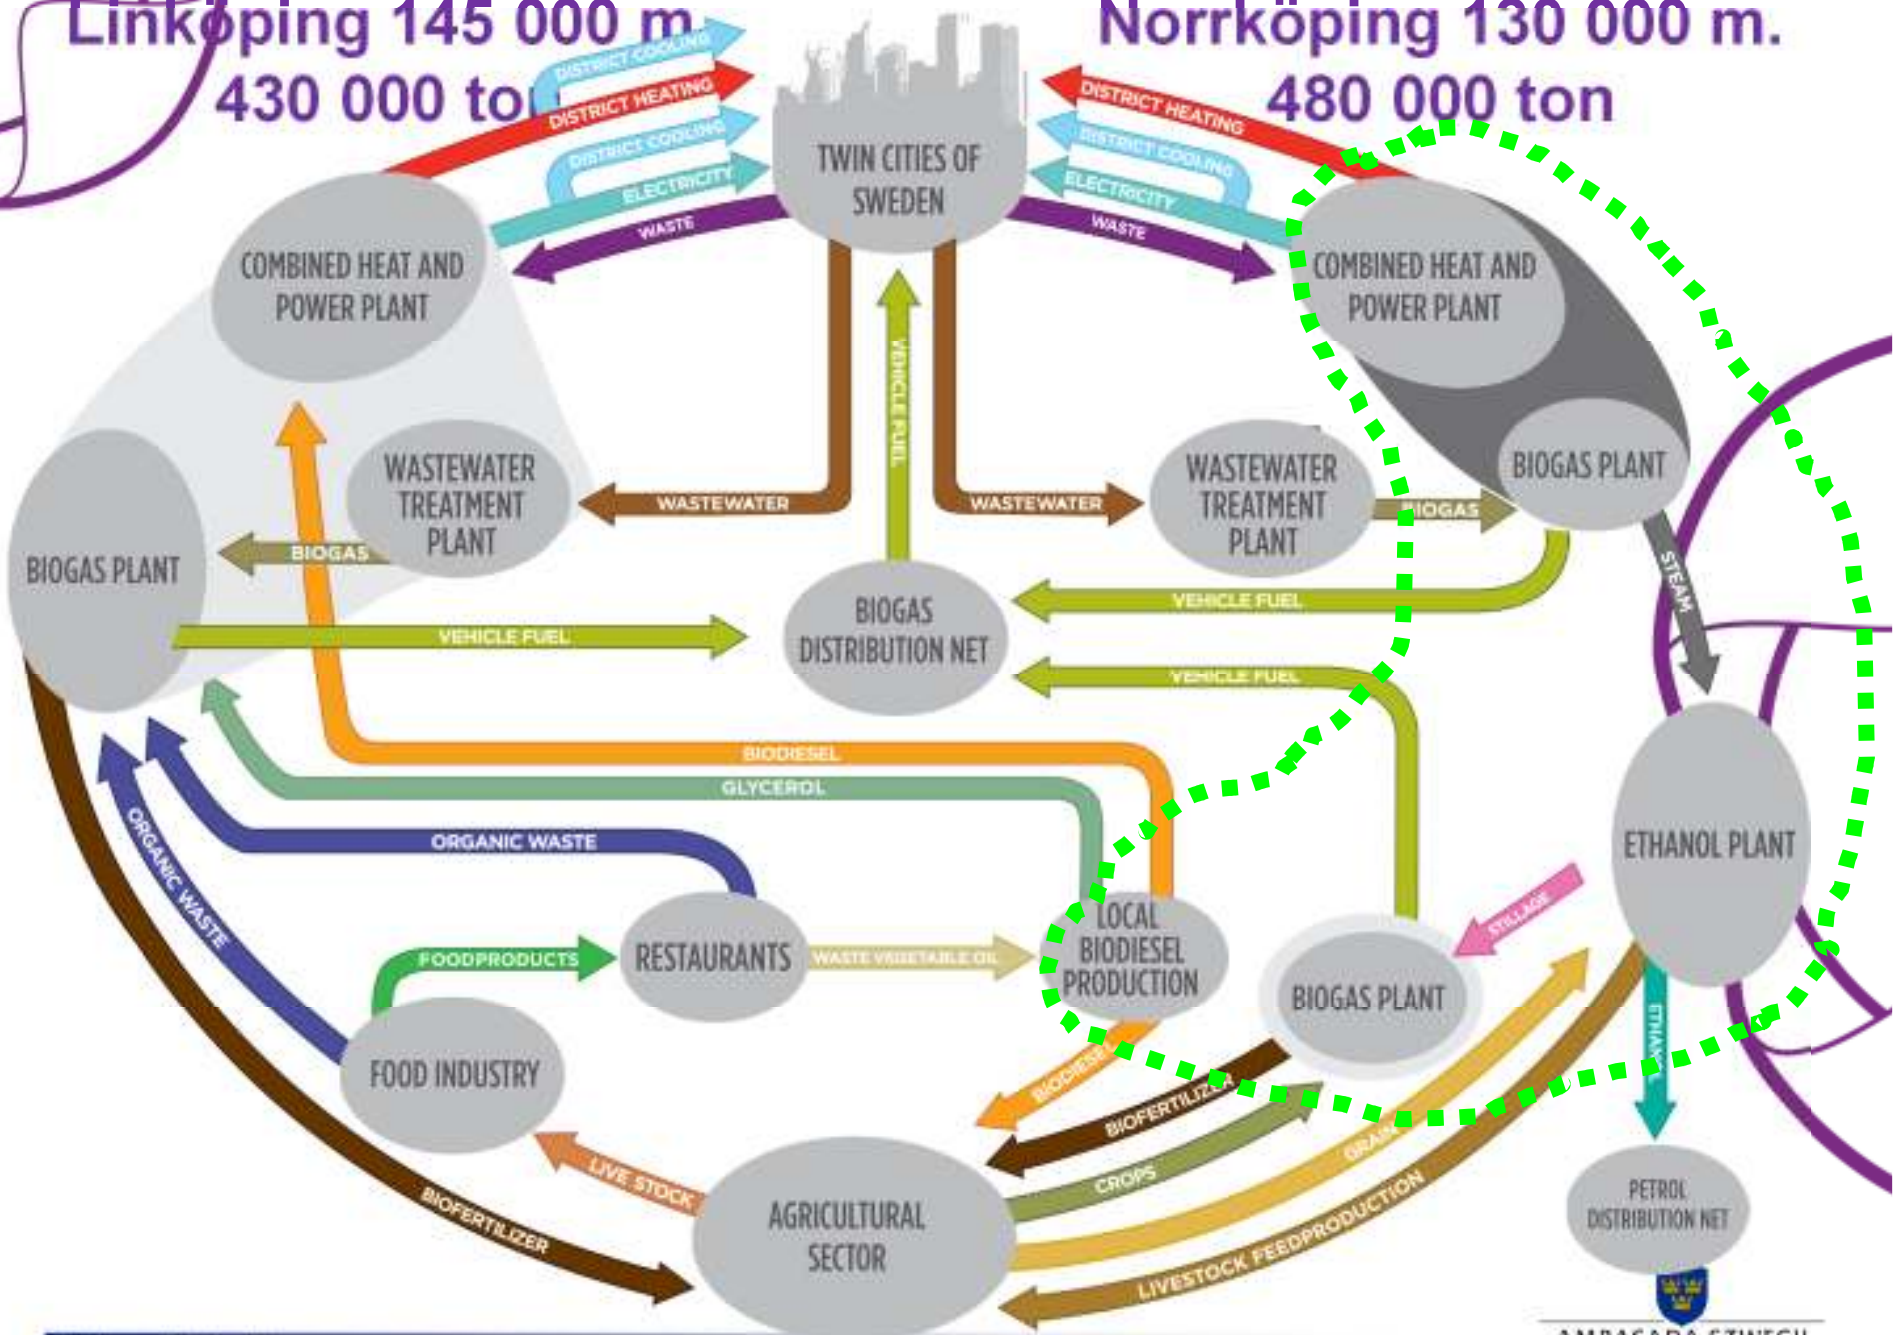 Linköping 145 000 m.
430 000 ton
Norrköping 130 000 m.
480 000 ton
DISTRICT COOLING
DISTRICT HEATING
DISTRICT COOLING
ELECTRICITY
WASTE
TWIN CITIES OF
SWEDEN
DISTRICT HEATING
DISTRICT COOLING
ELECTRICITY
WASTE
COMBINED HEAT AND
POWER PLANT
COMBINED HEAT AND
POWER PLANT
VEHICLE FUEL
WASTEWATER
TREATMENT
PLANT
WASTEWATER
WASTEWATER
WASTEWATER
TREATMENT
PLANT
BIOGAS
BIOGAS PLANT
BIOGAS PLANT
BIOGAS
STEAM
VEHICLE FUEL
BIOGAS
DISTRIBUTION NET
VEHICLE FUEL
VEHICLE FUEL
BIODIESEL
GLYCEROL
ORGANIC WASTE
ORGANIC WASTE
ETHANOL PLANT
STILLAGE
FOODPRODUCTS
RESTAURANTS
WASTE VEGETABLE OIL
LOCAL
BIODIESEL
PRODUCTION
BIOGAS PLANT
ETHANOL
FOOD INDUSTRY
BIODIESEL
BIOFERTILIZER
CROPS
GRAIN
LIVE STOCK
BIOFERTILIZER
AGRICULTURAL
SECTOR
LIVESTOCK FEEDPRODUCTION
PETROL
DISTRIBUTION NET